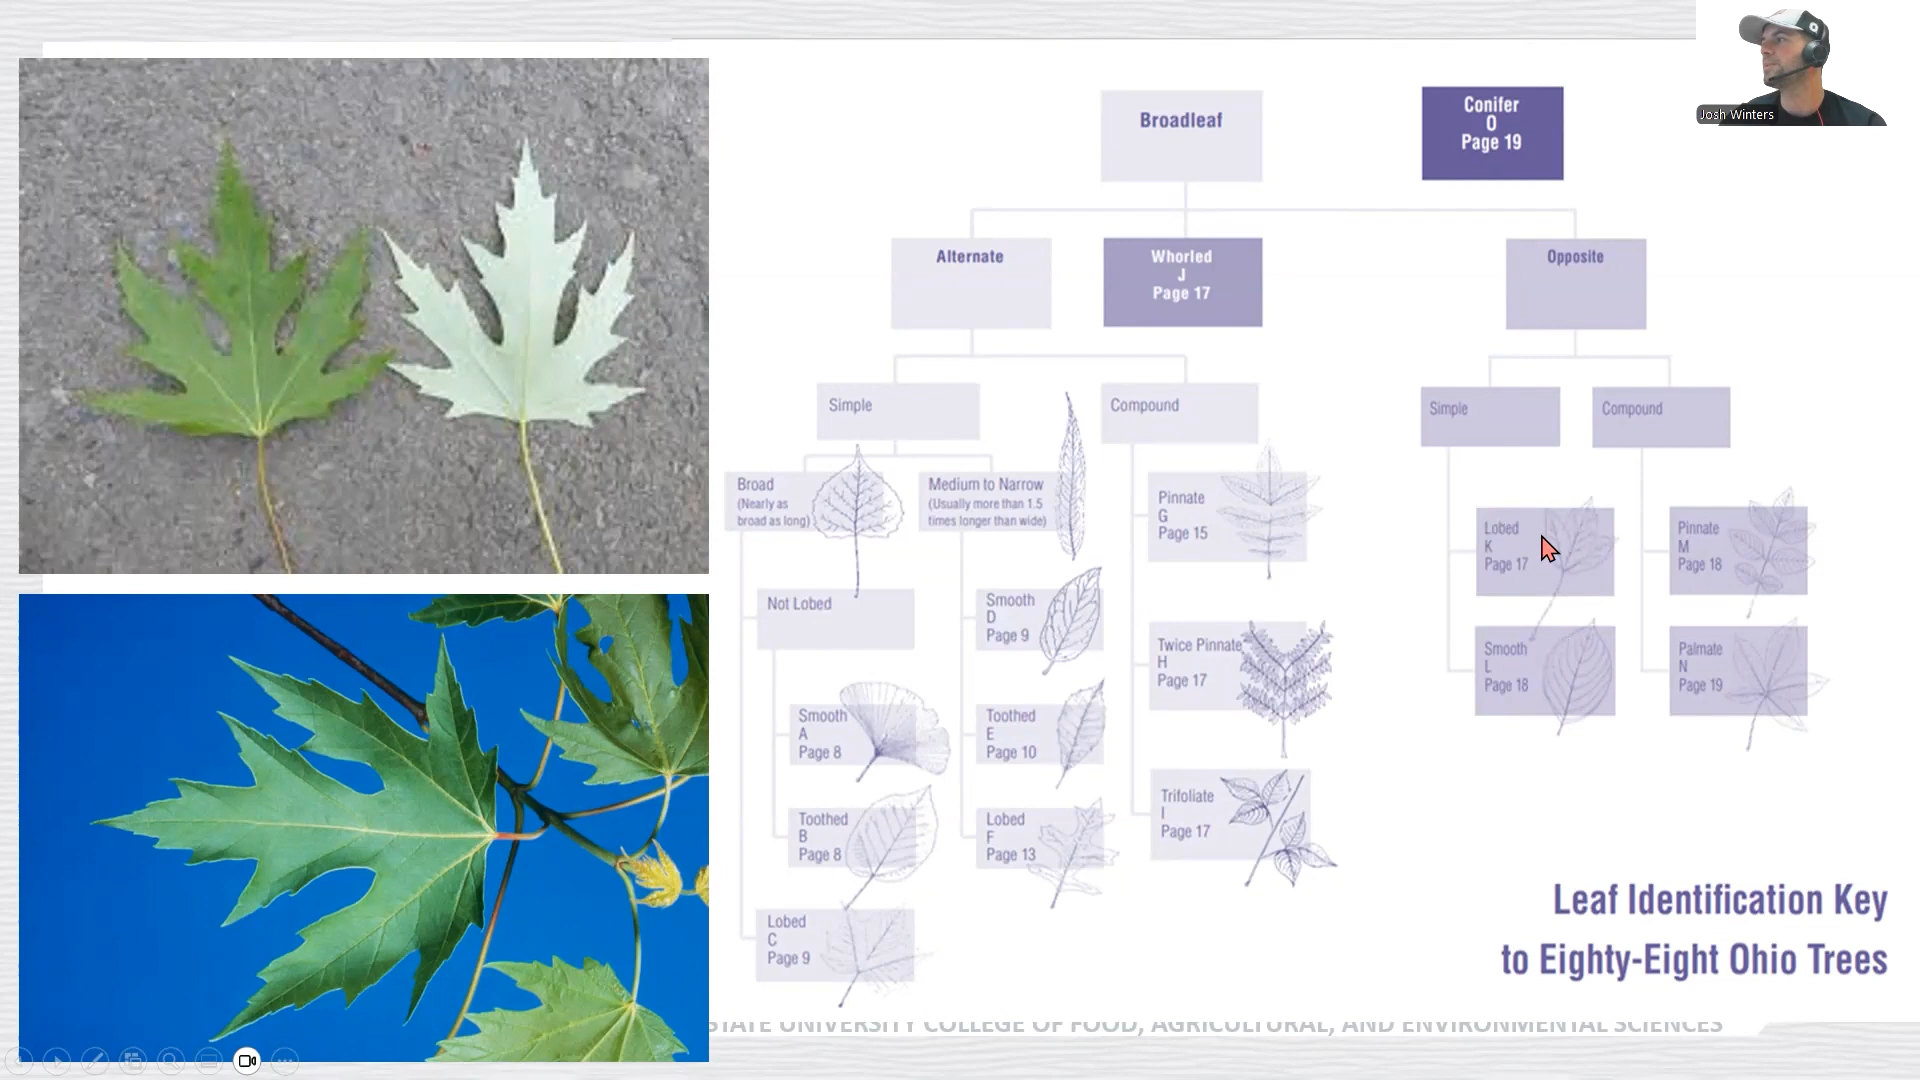 Josh Winters
Broadleaf
Conifer
O
Page 19
Alternate
Whorled
J
Page 17
Opposite
Simple
Compound
Simple
Compound
Broad
(Nearly as
broad as long)
Medium to Narrow
(Usually more than 1.5
times longer than wide)
Pinnate
G
Page 15
Lobed
K
Page 17
Pinnate
M
Page 18
Not Lobed
Smooth
D
Page 9
Twice Pinnate
H
Page 17
Smooth
L
Page 18
Palmate
N
Page 19
Smooth
A
Page 8
Toothed
E
Page 10
Trifoliate
I
Page 17
Toothed
B
Page 8
Lobed
F
Page 13
Lobed
C
Page 9
Leaf Identification Key
to Eighty-Eight Ohio Trees
STATE UNIVERSITY COLLEGE OF FOOD, AGRICULTURAL, AND ENVIRONMENTAL SCIENCES